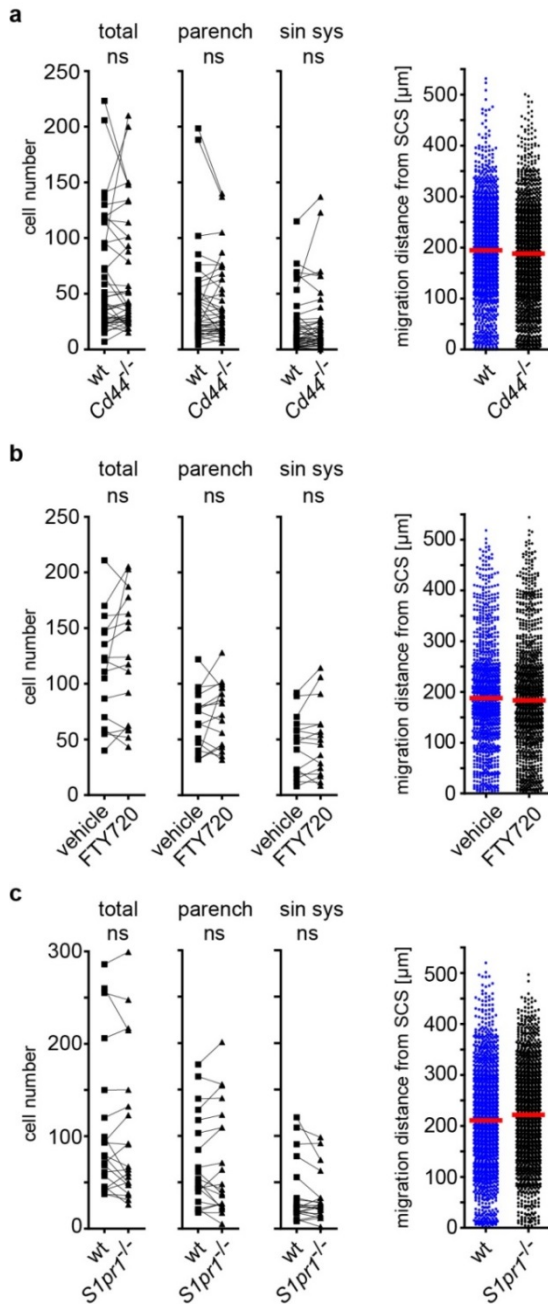 a
total parench sin sys
ns ns ns
cell number
250
200
150
100
50
0
wt Cd44-/- wt Cd44-/- wt Cd44-/-
migration distance from SCS [µm]
500
400
300
200
100
0
wt Cd44-/-
b
total parench sin sys
ns ns ns
cell number
250
200
150
100
50
0
vehicle FTY720 vehicle FTY720 vehicle FTY720
migration distance from SCS [µm]
500
400
300
200
100
0
vehicle FTY720
c
total parench sin sys
ns ns ns
cell number
300
200
100
0
wt S1pr1-/- wt S1pr1-/- wt S1pr1-/-
migration distance from SCS [µm]
500
400
300
200
100
0
wt S1pr1-/-